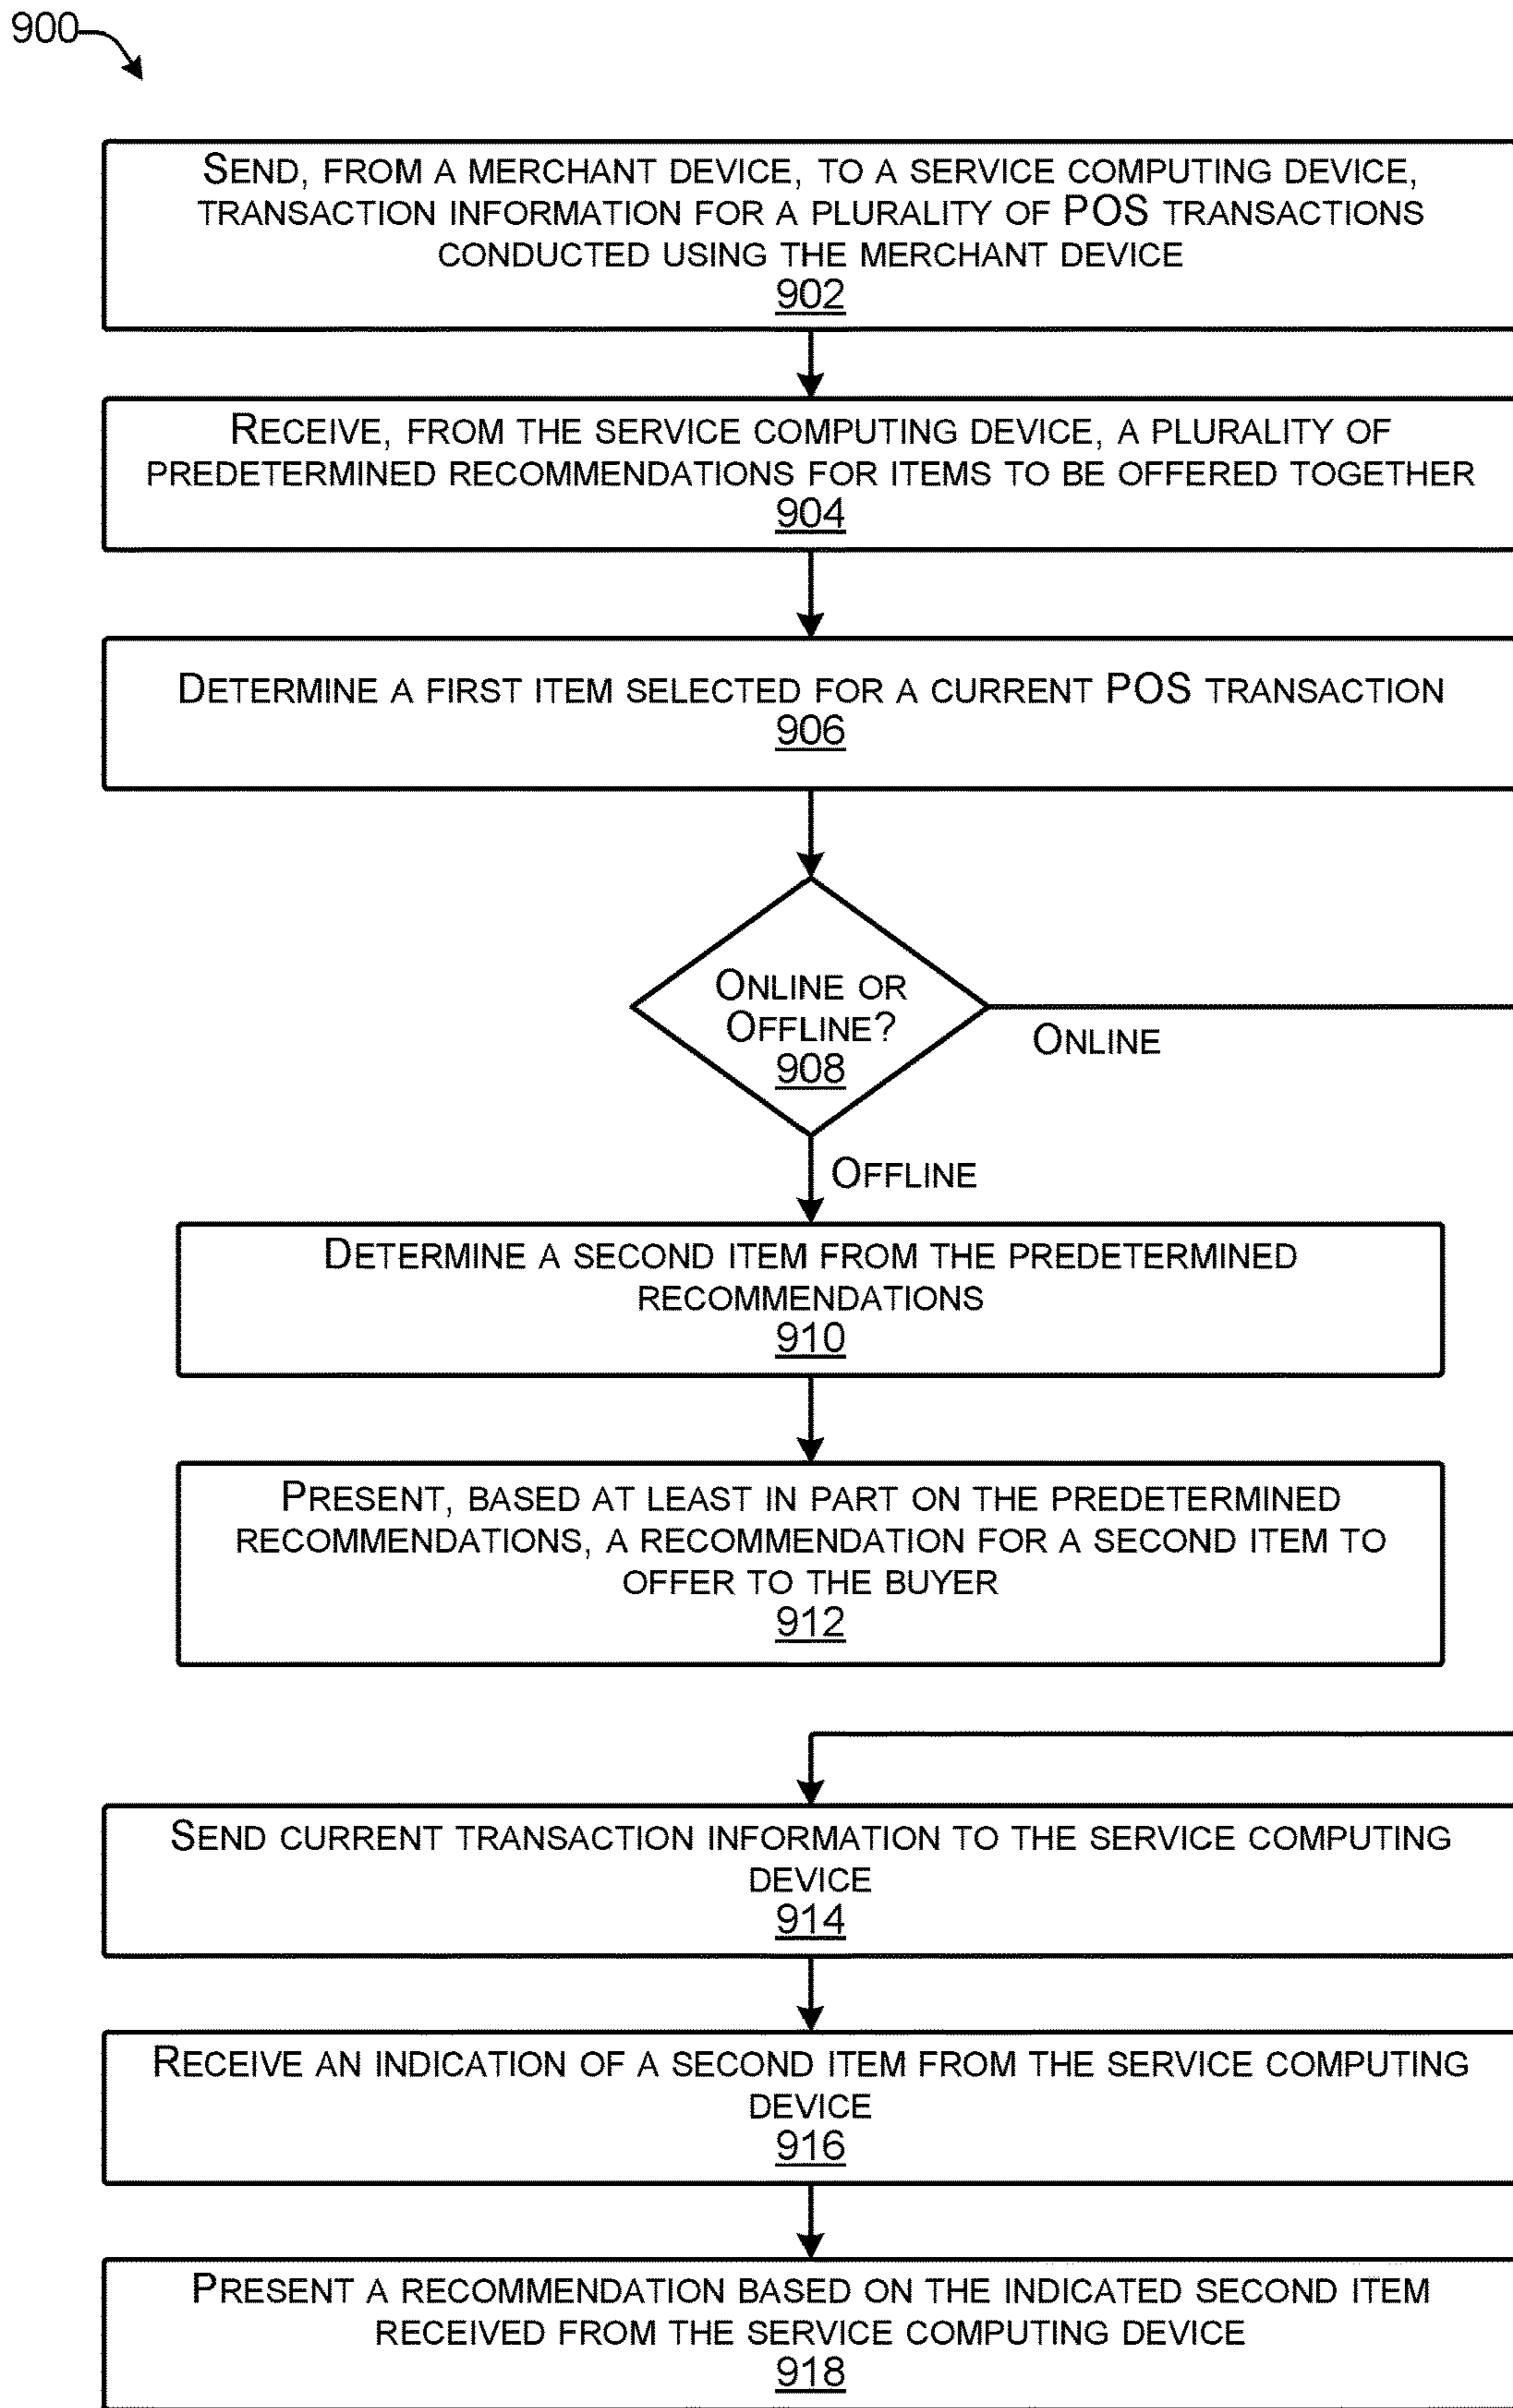 900
SEND, FROM A MERCHANT DEVICE, TO A SERVICE COMPUTING DEVICE,
TRANSACTION INFORMATION FOR A PLURALITY OF POS TRANSACTIONS
CONDUCTED USING THE MERCHANT DEVICE
902
RECEIVE, FROM THE SERVICE COMPUTING DEVICE, A PLURALITY OF
PREDETERMINED RECOMMENDATIONS FOR ITEMS TO BE OFFERED TOGETHER
904
DETERMINE A FIRST ITEM SELECTED FOR A CURRENT POS TRANSACTION
906
ONLINE OR
OFFLINE?
908
ONLINE
OFFLINE
DETERMINE A SECOND ITEM FROM THE PREDETERMINED
RECOMMENDATIONS
910
PRESENT, BASED AT LEAST IN PART ON THE PREDETERMINED
RECOMMENDATIONS, A RECOMMENDATION FOR A SECOND ITEM TO
OFFER TO THE BUYER
912
SEND CURRENT TRANSACTION INFORMATION TO THE SERVICE COMPUTING
DEVICE
914
RECEIVE AN INDICATION OF A SECOND ITEM FROM THE SERVICE COMPUTING
DEVICE
916
PRESENT A RECOMMENDATION BASED ON THE INDICATED SECOND ITEM
RECEIVED FROM THE SERVICE COMPUTING DEVICE
918